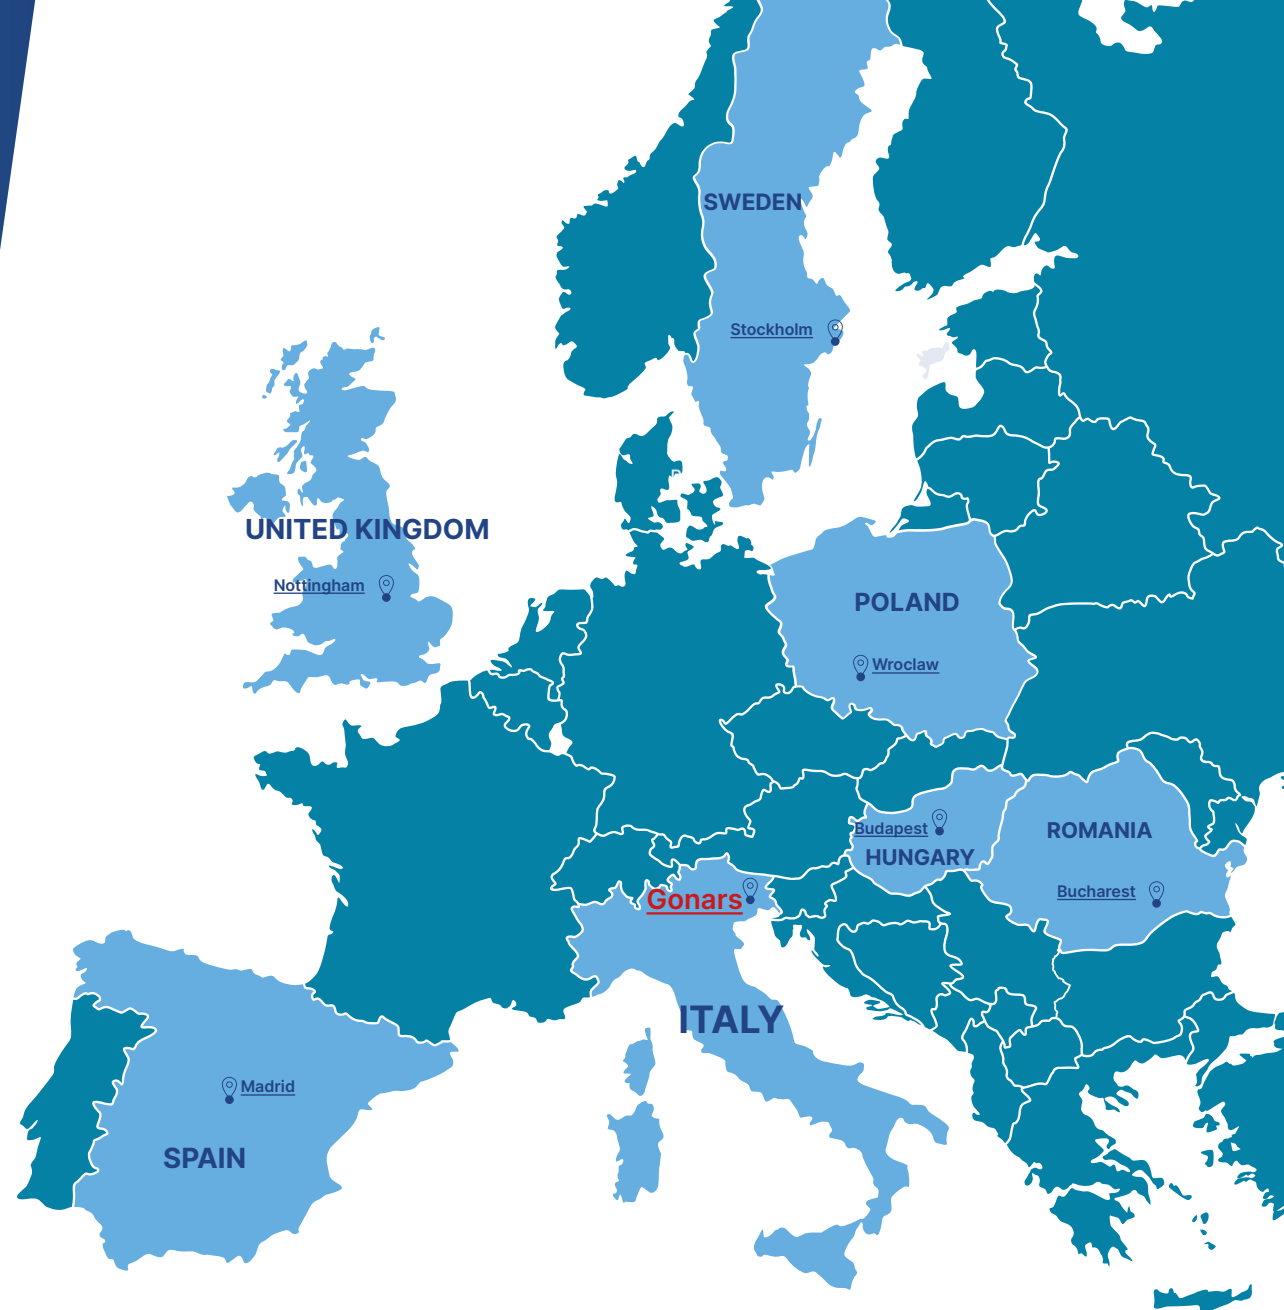 SWEDEN
Stockholm
UNITED KINGDOM
Nottingham
POLAND
Wroclaw
Budapest
HUNGARY
ROMANIA
Bucharest
Gonars
ITALY
Madrid
SPAIN